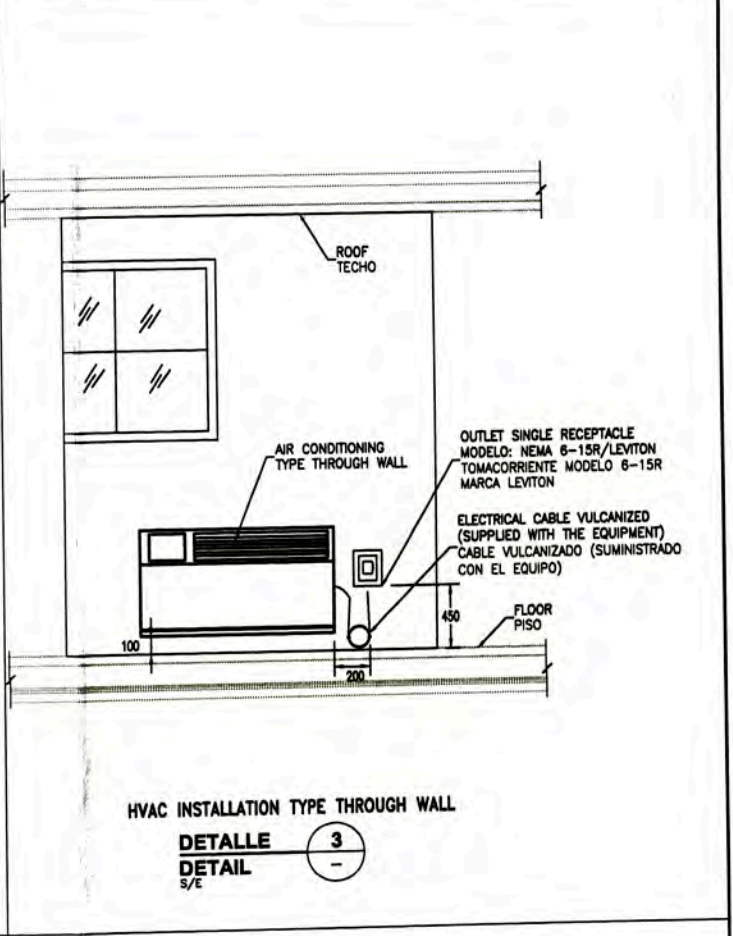 ROOF
TECHO
AIR CONDITIONING
TYPE THROUGH WALL
OUTLET SINGLE RECEPTACLE
MODELO: NEMA 6-15R/LEVITON
TOMACORRIENTE MODELO 6-15R
MARCA LEVITON
ELECTRICAL CABLE VULCANIZED
(SUPPLIED WITH THE EQUIPMENT)
CABLE VULCANIZADO (SUMINISTRADO
CON EL EQUIPO)
450
FLOOR
PISO
100
200
HVAC INSTALLATION TYPE THROUGH WALL
DETALLE 3
DETAIL -
S/E